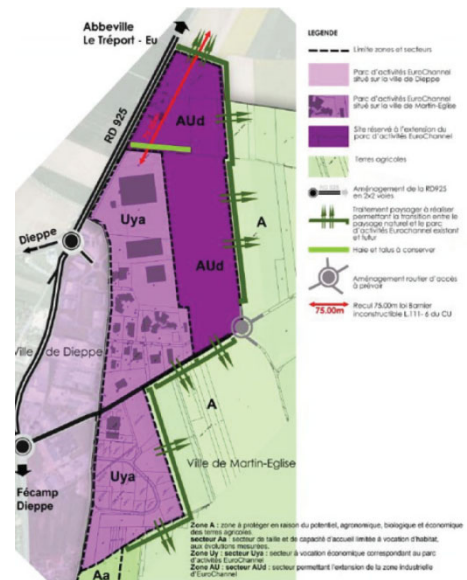 Abbeville
Le Tréport - Eu
RD 925
AUd
Uya
Dieppe
A
AUd
Ville de Dieppe
A
Ville de Martin-Eglise
Uya
Fécamp
Dieppe
Aa
LEGENDE
Limite zones et secteurs
Parc d'activités EuroChannel
situé sur la ville de Dieppe
Parc d'activités EuroChannel
situé sur la ville de Martin-Eglise
Site réservé à l'extension du
parc d'activités EuroChannel
Terres agricoles
Aménagement de la RD925
en 2x2 voies
Traitement paysager à réaliser
permettant la transition entre le
paysage naturel et le parc
d'activités Eurochannel existant
et futur
Haie et talus à conserver
Aménagement routier d'accès
à prévoir
75.00m
Recul 75.00m loi Barnier
inconstructible L.111- 6 du CU
Zone A : zone à protéger en raison du potentiel, agronomique, biologique et économique
des terres agricoles.
secteur Aa : secteur de taille et de capacité d'accueil limité à vocation d'habitat,
aux évolutions mesurées.
Zone Uy : secteur Uya : secteur à vocation économique correspondant au parc
d'activités EuroChannel
Zone AU : secteur AUd : secteur permettant l'extension de la zone industrielle
d'EuroChannel